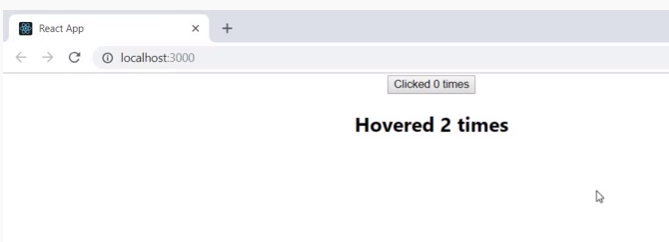 React App
localhost:3000
Clicked 0 times
Hovered 2 times